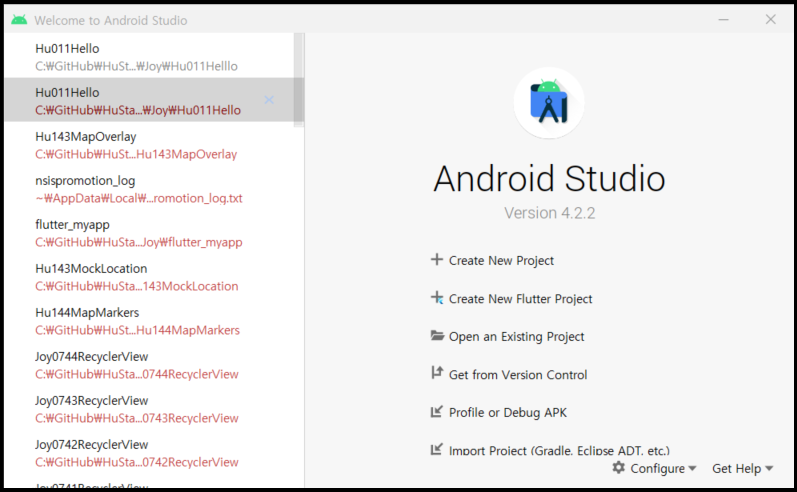 Welcome to Android Studio
Hu011Hello
C:₩GitHub₩HuSt...₩Joy₩Hu011Helllo
Hu011Hello
C:₩GitHub₩HuSta...₩Joy₩Hu011Hello
Hu143MapOverlay
C:₩GitHub₩HuSt...Hu143MapOverlay
nsispromotion_log
~₩AppData₩Local₩...romotion_log.txt
flutter_myapp
C:₩GitHub₩HuSta...Joy₩flutter_myapp
Hu143MockLocation
C:₩GitHub₩HuSta...143MockLocation
Hu144MapMarkers
C:₩GitHub₩HuSt...Hu144MapMarkers
Joy0744RecyclerView
C:₩GitHub₩HuSta...0744RecyclerView
Joy0743RecyclerView
C:₩GitHub₩HuSta...0743RecyclerView
Joy0742RecyclerView
C:₩GitHub₩HuSta...0742RecyclerView
Joy0741RecyclerView
Android Studio
Version 4.2.2
Create New Project
Create New Flutter Project
Open an Existing Project
Get from Version Control
Profile or Debug APK
Import Project (Gradle, Eclipse ADT, etc.)
Configure
Get Help